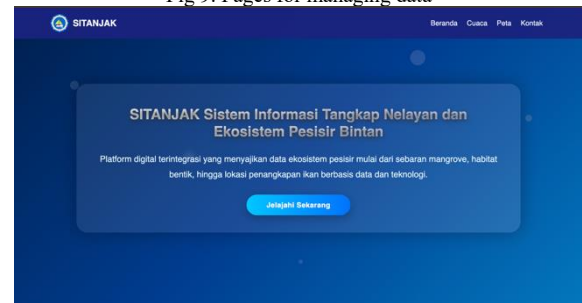 Fig 9. Pages for managing data
SITANJAK
Beranda Cuaca Peta Kontak
SITANJAK Sistem Informasi Tangkap Nelayan dan
Ekosistem Pesisir Bintan
Platform digital terintegrasi yang menyajikan data ekosistem pesisir mulai dari sebaran mangrove, habitat
bentik, hingga lokasi penangkapan ikan berbasis data dan teknologi.
Jelajahi Sekarang